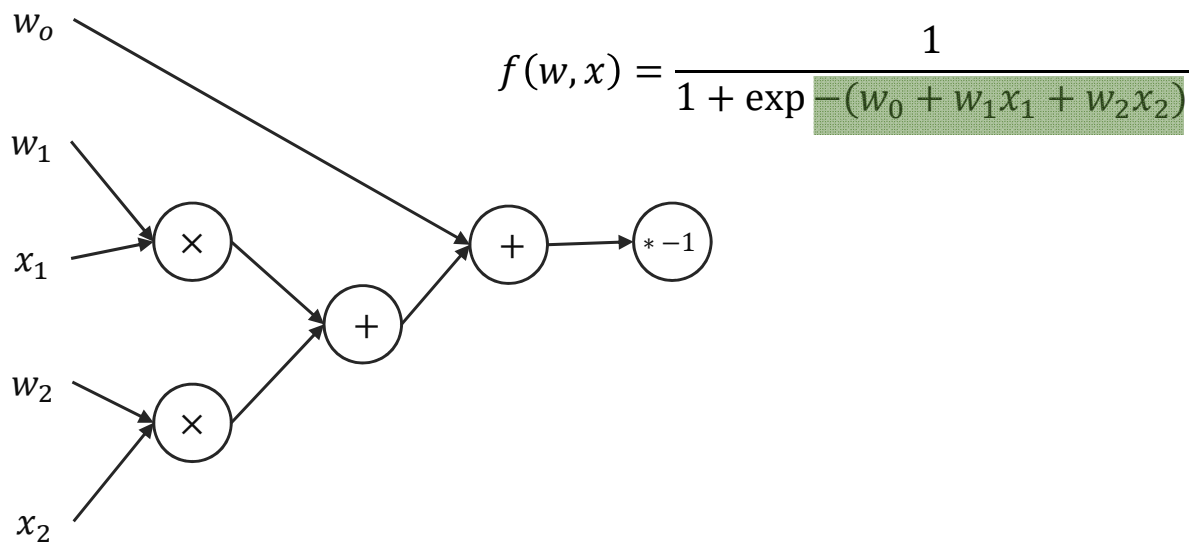 w_o
f(w, x) = 1 / 1 + exp −(w_0 + w_1x_1 + w_2x_2)
w_1
×
x_1
+
∗ −1
+
w_2
×
x_2